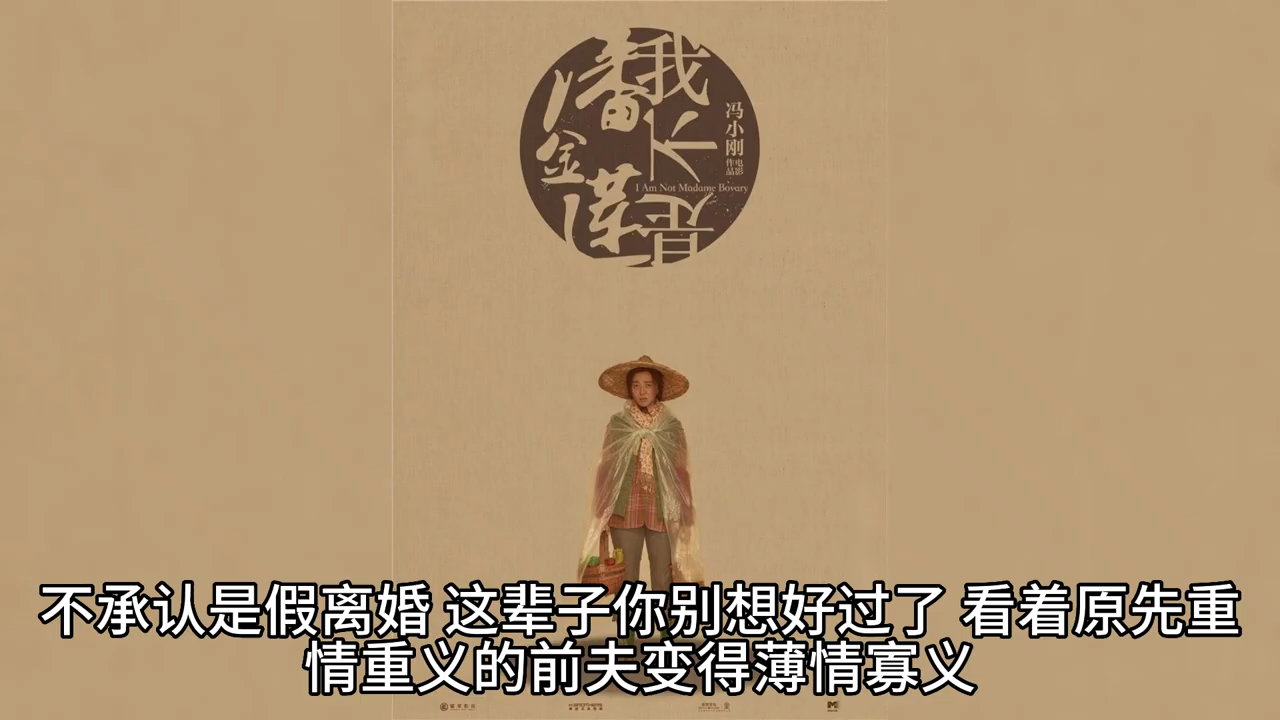 我不是
潘金莲
冯小刚
电影作品
I Am Not Madame Bovary
不承认是假离婚 这辈子你别想好过了 看着原先重
情重义的前夫变得薄情寡义